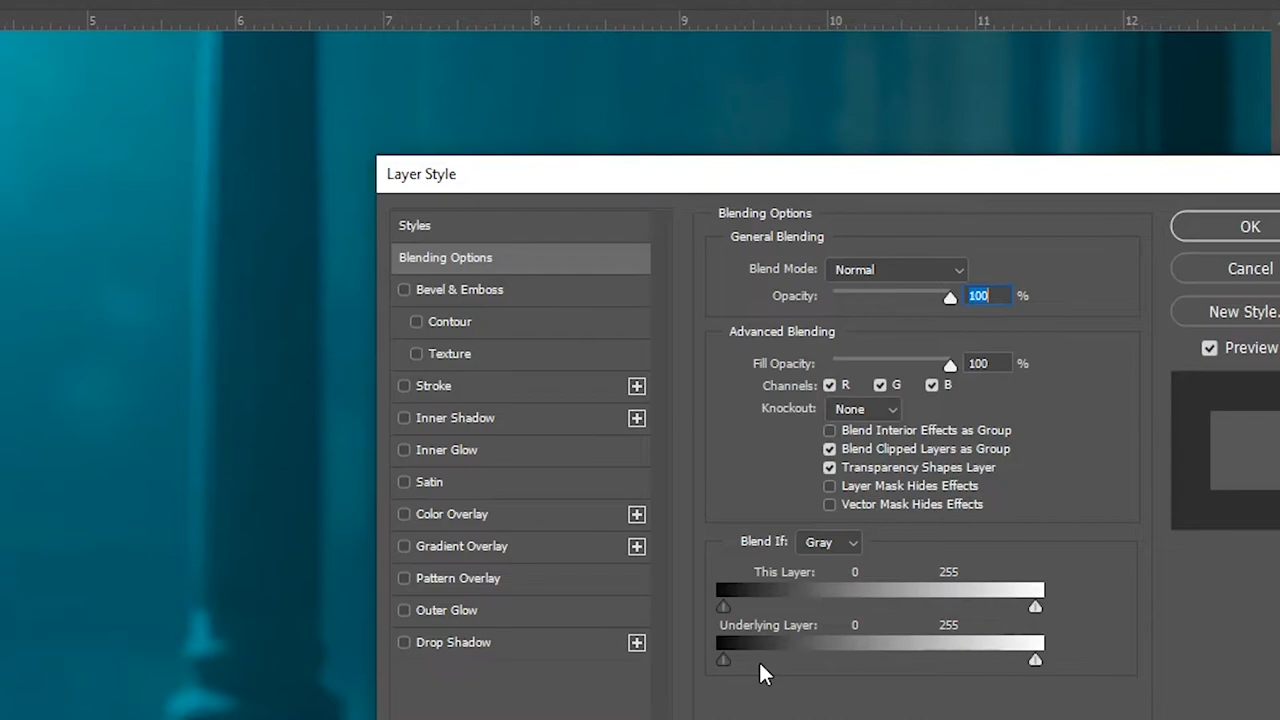 5 6 7 8 9 10 11 12
Layer Style
Styles
Blending Options
Bevel & Emboss
Contour
Texture
Stroke
Inner Shadow
Inner Glow
Satin
Color Overlay
Gradient Overlay
Pattern Overlay
Outer Glow
Drop Shadow
Blending Options
General Blending
Blend Mode: Normal
Opacity: 100 %
Advanced Blending
Fill Opacity: 100 %
Channels: R G B
Knockout: None
Blend Interior Effects as Group
Blend Clipped Layers as Group
Transparency Shapes Layer
Layer Mask Hides Effects
Vector Mask Hides Effects
Blend If: Gray
This Layer: 0 255
Underlying Layer: 0 255
OK
Cancel
New Style.
Preview